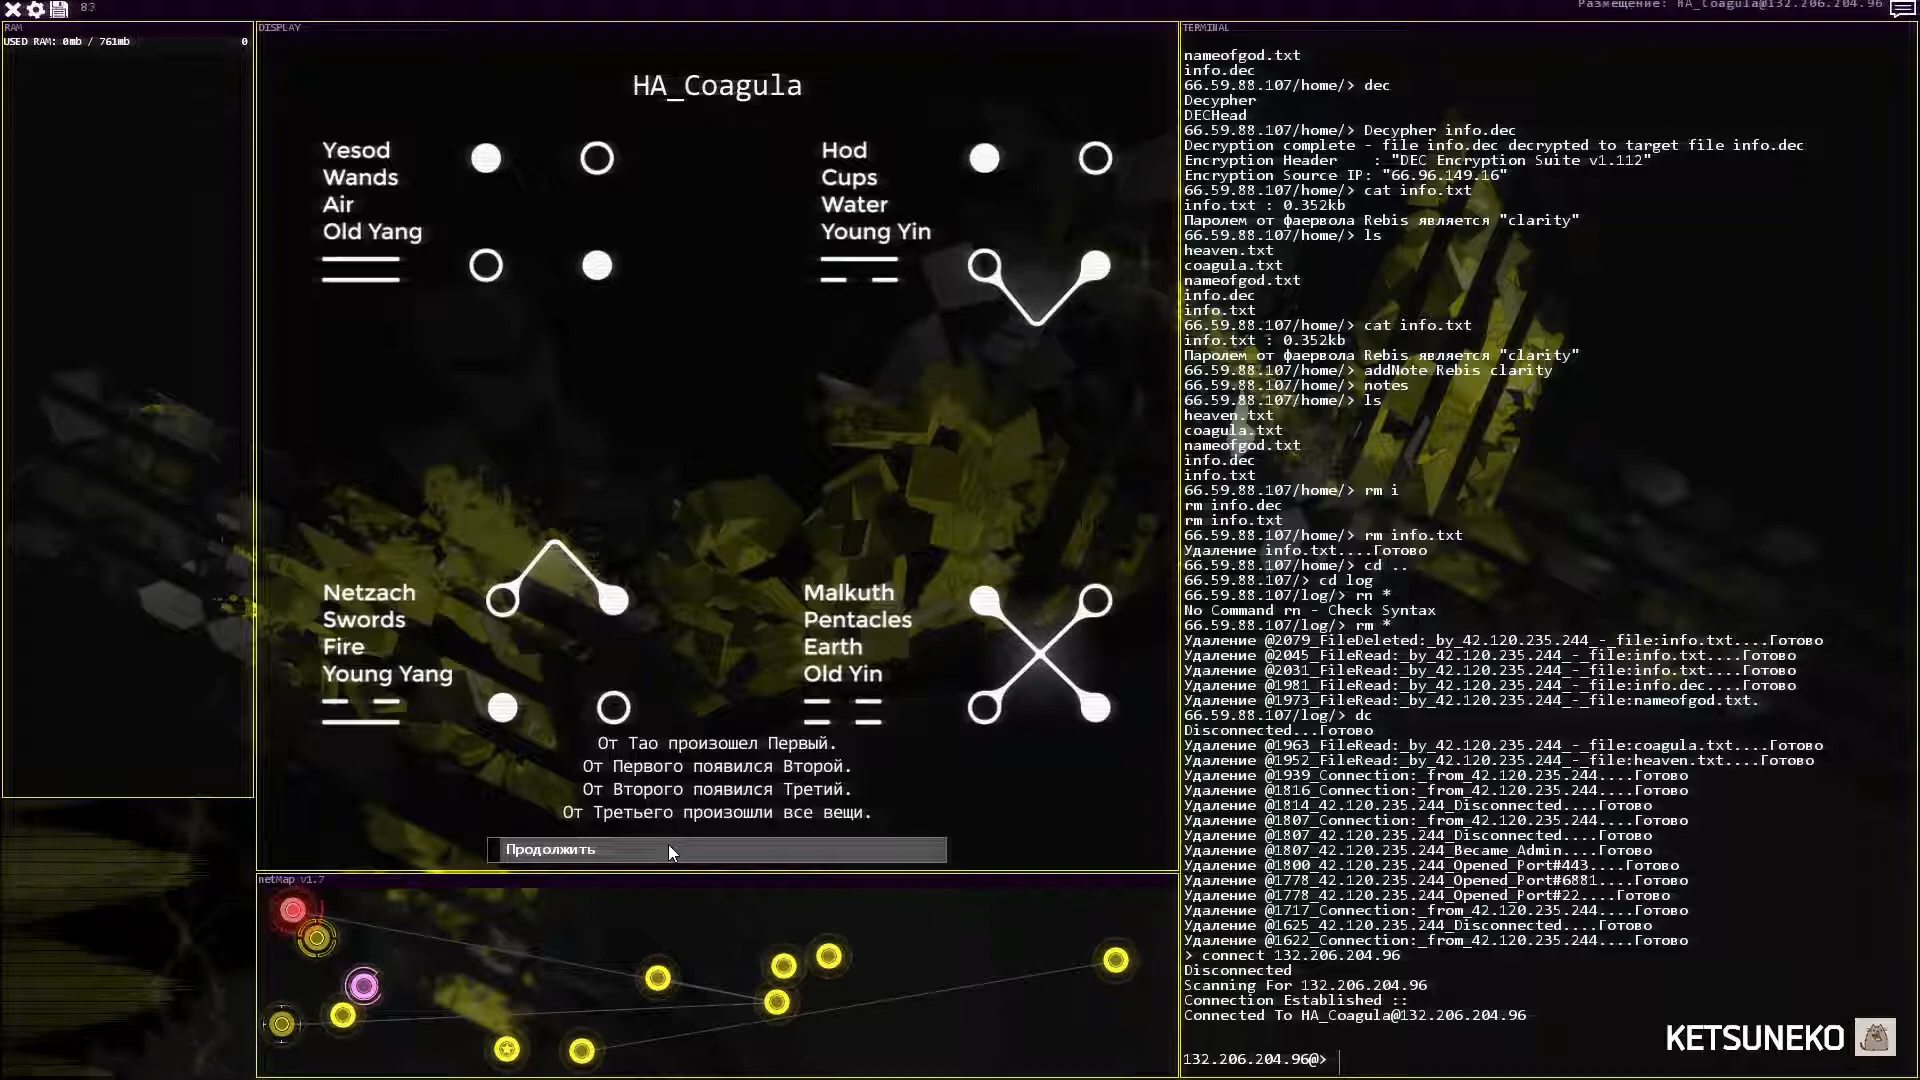 83
Размещение: HA_Coagula@132.206.204.96
RAM
USED RAM: 0mb / 761mb
0
DISPLAY
HA_Coagula
Yesod
Wands
Air
Old Yang
Hod
Cups
Water
Young Yin
Netzach
Swords
Fire
Young Yang
Malkuth
Pentacles
Earth
Old Yin
От Тао произошел Первый.
От Первого появился Второй.
От Второго появился Третий.
От Третьего произошли все вещи.
Продолжить
netMap v1.7
TERMINAL
nameofgod.txt
info.dec
66.59.88.107/home/> dec
Decypher
DECHead
66.59.88.107/home/> Decypher info.dec
Decryption complete - file info.dec decrypted to target file info.dec
Encryption Header    : "DEC Encryption Suite v1.112"
Encryption Source IP: "66.96.149.16"
66.59.88.107/home/> cat info.txt
info.txt : 0.352kb
Паролем от фаервола Rebis является "clarity"
66.59.88.107/home/> ls
heaven.txt
coagula.txt
nameofgod.txt
info.dec
info.txt
66.59.88.107/home/> cat info.txt
info.txt : 0.352kb
Паролем от фаервола Rebis является "clarity"
66.59.88.107/home/> addNote Rebis clarity
66.59.88.107/home/> notes
66.59.88.107/home/> ls
heaven.txt
coagula.txt
nameofgod.txt
info.dec
info.txt
66.59.88.107/home/> rm i
rm info.dec
rm info.txt
66.59.88.107/home/> rm info.txt
Удаление info.txt....Готово
66.59.88.107/home/> cd ..
66.59.88.107/> cd log
66.59.88.107/log/> rn *
No Command rn - Check Syntax
66.59.88.107/log/> rm *
Удаление @2079_FileDeleted:_by_42.120.235.244_-_file:info.txt....Готово
Удаление @2045_FileRead:_by_42.120.235.244_-_file:info.txt....Готово
Удаление @2031_FileRead:_by_42.120.235.244_-_file:info.txt....Готово
Удаление @1981_FileRead:_by_42.120.235.244_-_file:info.dec....Готово
Удаление @1973_FileRead:_by_42.120.235.244_-_file:nameofgod.txt.
66.59.88.107/log/> dc
Disconnected...Готово
Удаление @1963_FileRead:_by_42.120.235.244_-_file:coagula.txt....Готово
Удаление @1952_FileRead:_by_42.120.235.244_-_file:heaven.txt....Готово
Удаление @1939_Connection:_from_42.120.235.244....Готово
Удаление @1816_Connection:_from_42.120.235.244....Готово
Удаление @1814_42.120.235.244_Disconnected....Готово
Удаление @1807_Connection:_from_42.120.235.244....Готово
Удаление @1807_42.120.235.244_Disconnected....Готово
Удаление @1807_42.120.235.244_Became_Admin....Готово
Удаление @1800_42.120.235.244_Opened_Port#443....Готово
Удаление @1778_42.120.235.244_Opened_Port#6881....Готово
Удаление @1778_42.120.235.244_Opened_Port#22....Готово
Удаление @1717_Connection:_from_42.120.235.244....Готово
Удаление @1625_42.120.235.244_Disconnected....Готово
Удаление @1622_Connection:_from_42.120.235.244....Готово
> connect 132.206.204.96
Disconnected
Scanning For 132.206.204.96
Connection Established ::
Connected To HA_Coagula@132.206.204.96
132.206.204.96@>
KETSUNEKO